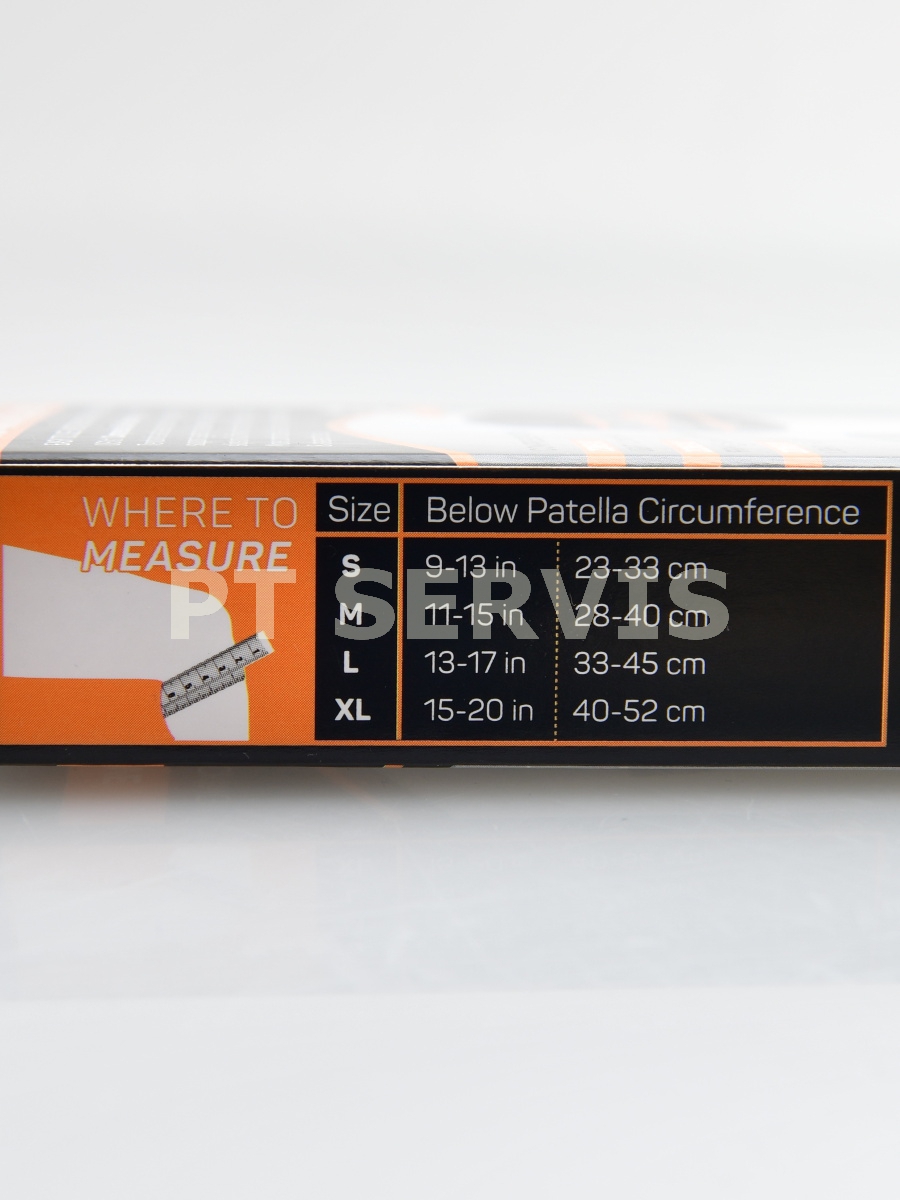 WHERE TO
MEASURE
Size Below Patella Circumference
S 9-13 in 23-33 cm
M 11-15 in 28-40 cm
L 13-17 in 33-45 cm
XL 15-20 in 40-52 cm
PT SERVIS